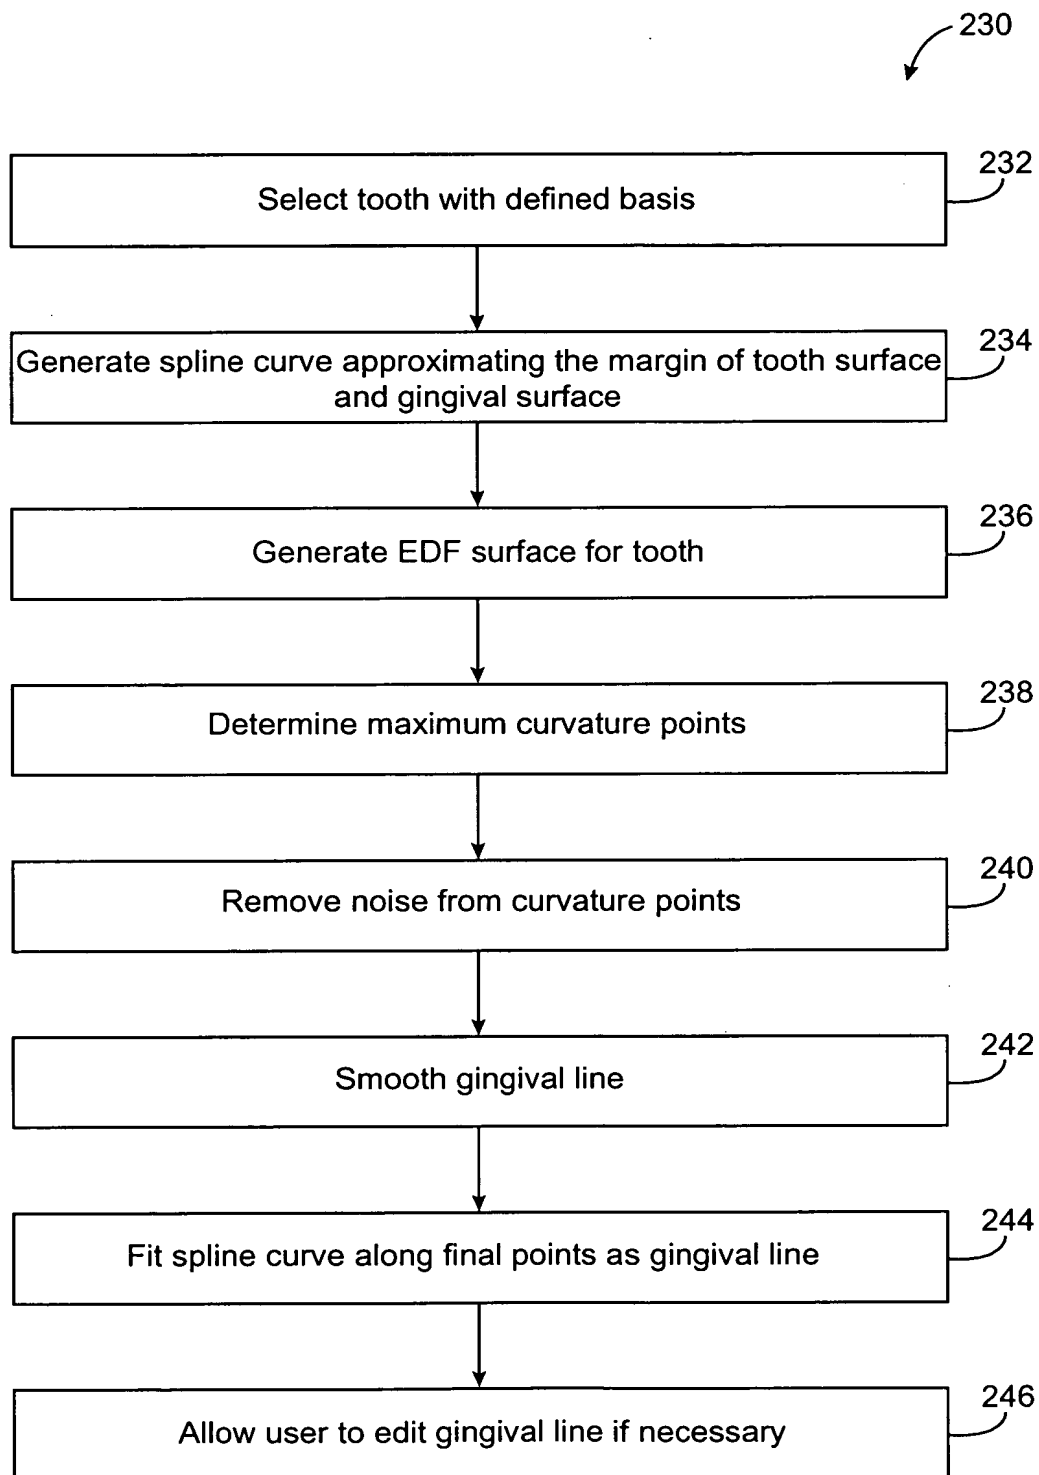 230
232
Select tooth with defined basis
234
Generate spline curve approximating the margin of tooth surface
and gingival surface
236
Generate EDF surface for tooth
238
Determine maximum curvature points
240
Remove noise from curvature points
242
Smooth gingival line
244
Fit spline curve along final points as gingival line
246
Allow user to edit gingival line if necessary